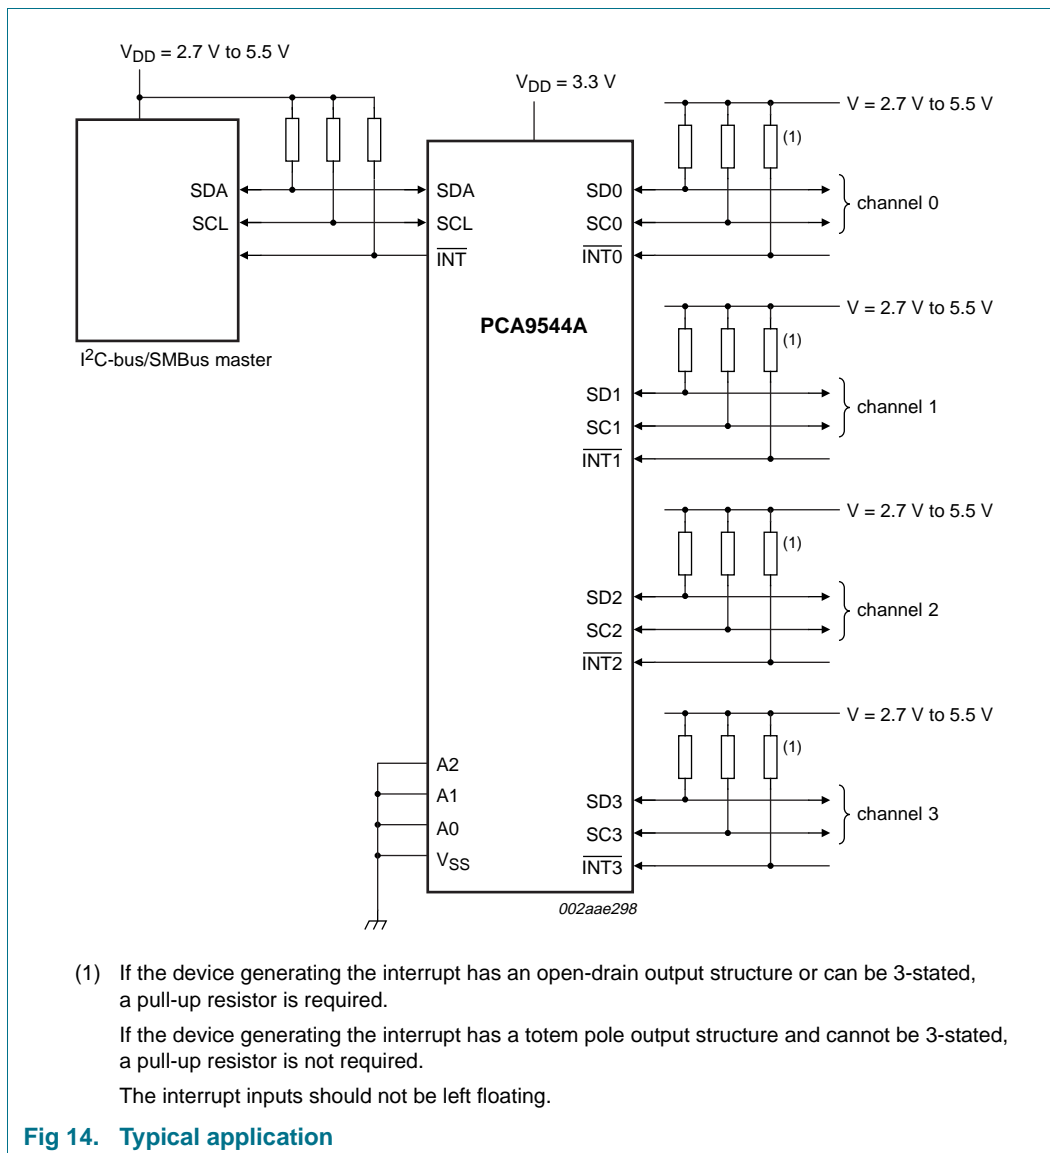 V_DD = 2.7 V to 5.5 V
V_DD = 3.3 V
V = 2.7 V to 5.5 V
(1)
SDA
SCL
SDA
SCL
INT
SD0
SC0
INT0
channel 0
I²C-bus/SMBus master
PCA9544A
V = 2.7 V to 5.5 V
(1)
SD1
SC1
INT1
channel 1
V = 2.7 V to 5.5 V
(1)
SD2
SC2
INT2
channel 2
V = 2.7 V to 5.5 V
(1)
SD3
SC3
INT3
channel 3
A2
A1
A0
V_SS
002aae298
(1) If the device generating the interrupt has an open-drain output structure or can be 3-stated,
a pull-up resistor is required.
If the device generating the interrupt has a totem pole output structure and cannot be 3-stated,
a pull-up resistor is not required.
The interrupt inputs should not be left floating.
Fig 14. Typical application